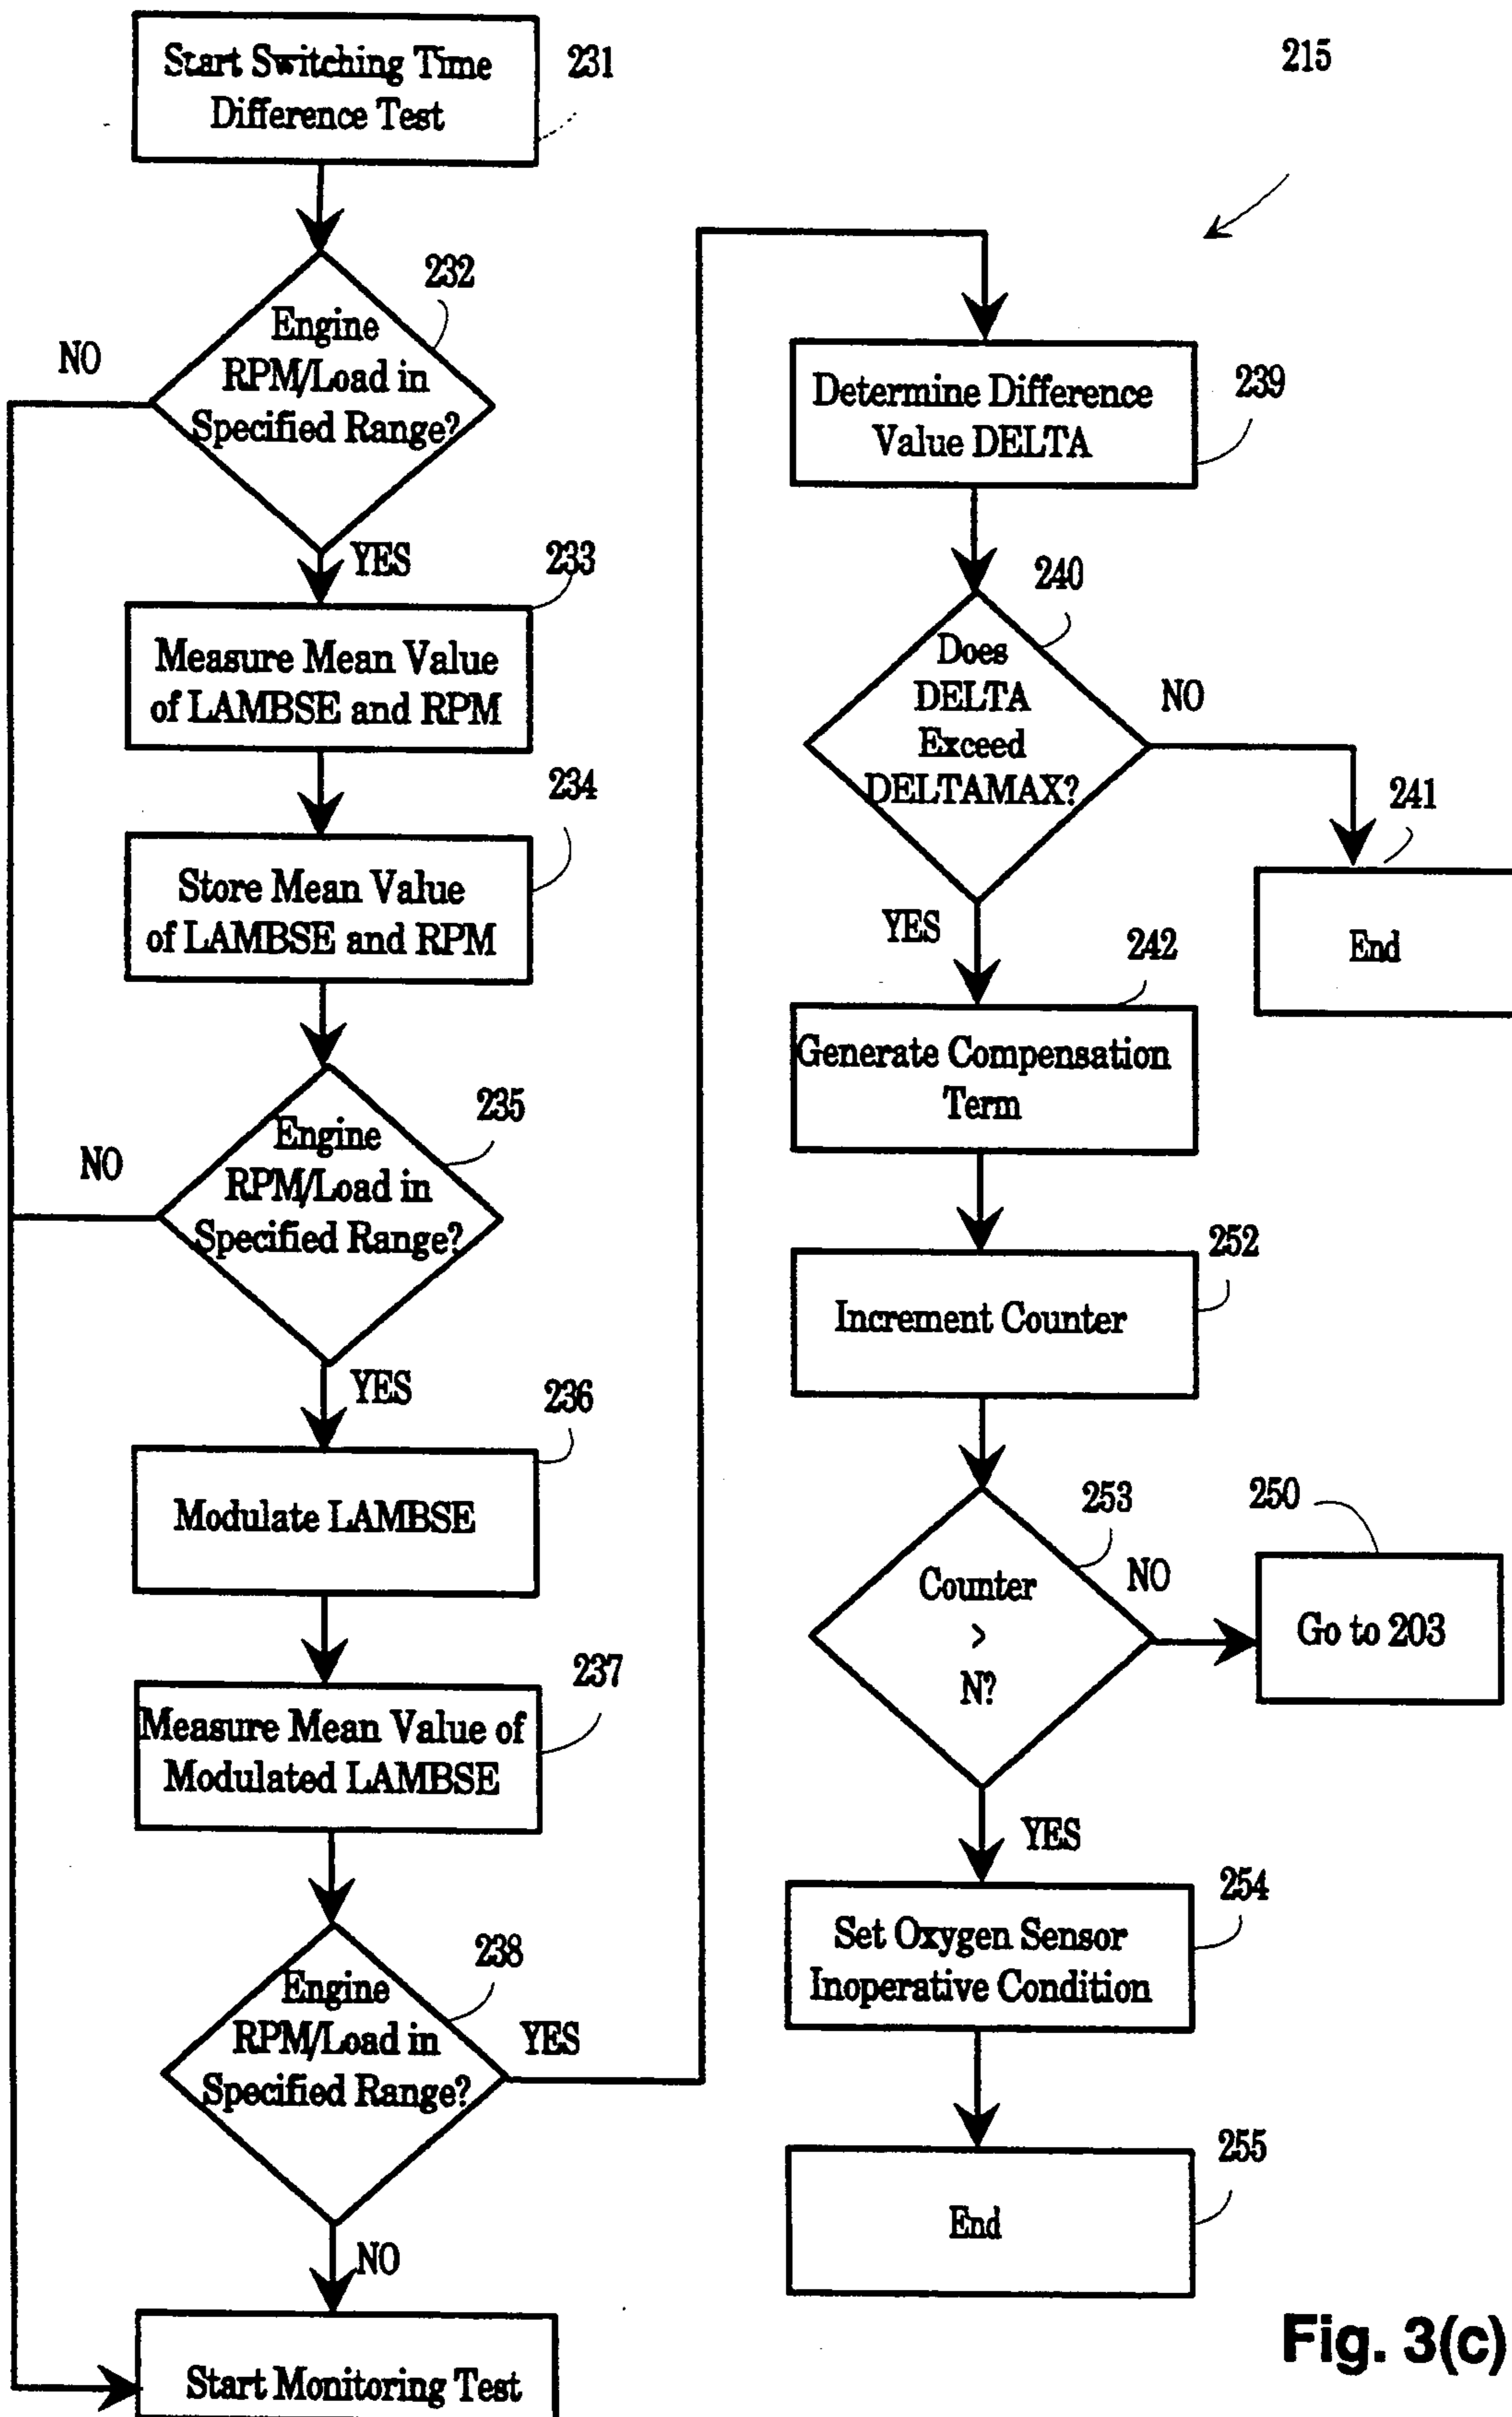 Start Switching Time
Difference Test
231
215
232
Engine
RPM/Load in
Specified Range?
NO
YES
233
Measure Mean Value
of LAMBSE and RPM
234
Store Mean Value
of LAMBSE and RPM
235
Engine
RPM/Load in
Specified Range?
NO
YES
236
Modulate LAMBSE
237
Measure Mean Value of
Modulated LAMBSE
238
Engine
RPM/Load in
Specified Range?
YES
NO
Start Monitoring Test
Determine Difference
Value DELTA
239
240
Does
DELTA
Exceed
DELTAMAX?
NO
241
End
YES
242
Generate Compensation
Term
252
Increment Counter
253
Counter
>
N?
NO
250
Go to 203
YES
254
Set Oxygen Sensor
Inoperative Condition
255
End
Fig. 3(c)